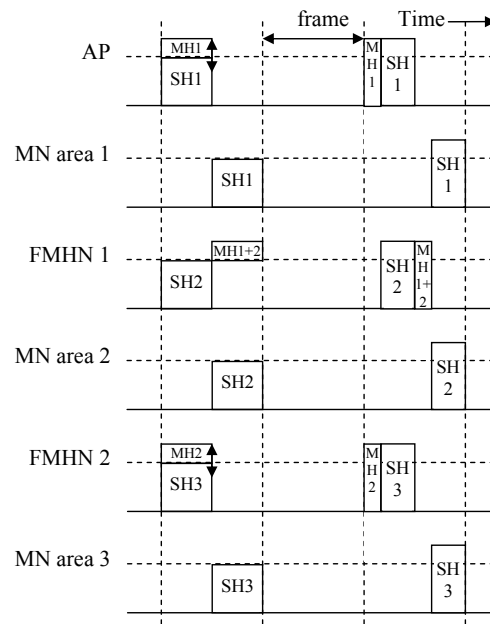 frame Time
AP MH1 SH1 M H 1 SH 1
MN area 1 SH1 SH 1
FMHN 1 SH2 MH1+2 SH 2 M H 1+ 2
MN area 2 SH2 SH 2
FMHN 2 MH2 SH3 M H 2 SH 3
MN area 3 SH3 SH 3